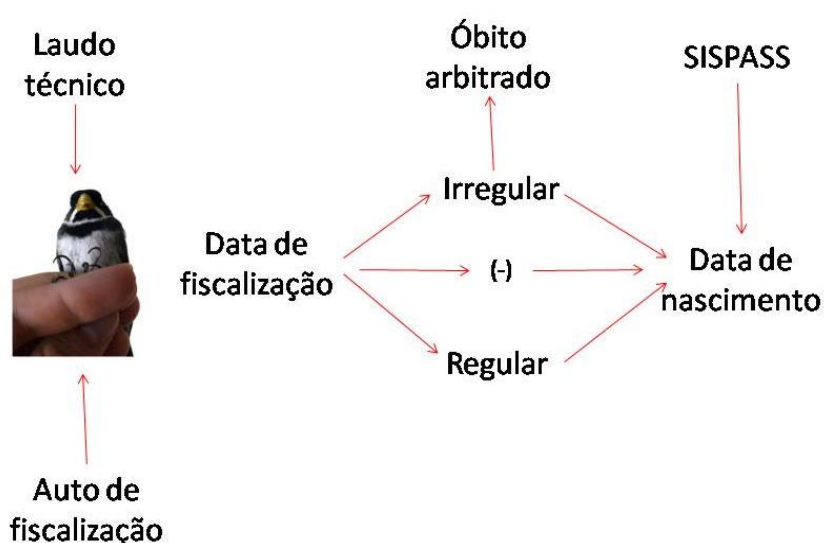 Laudo
técnico
Óbito
arbitrado
SISPASS
Irregular
Data de
fiscalização
(-)
Data de
nascimento
Regular
Auto de
fiscalização